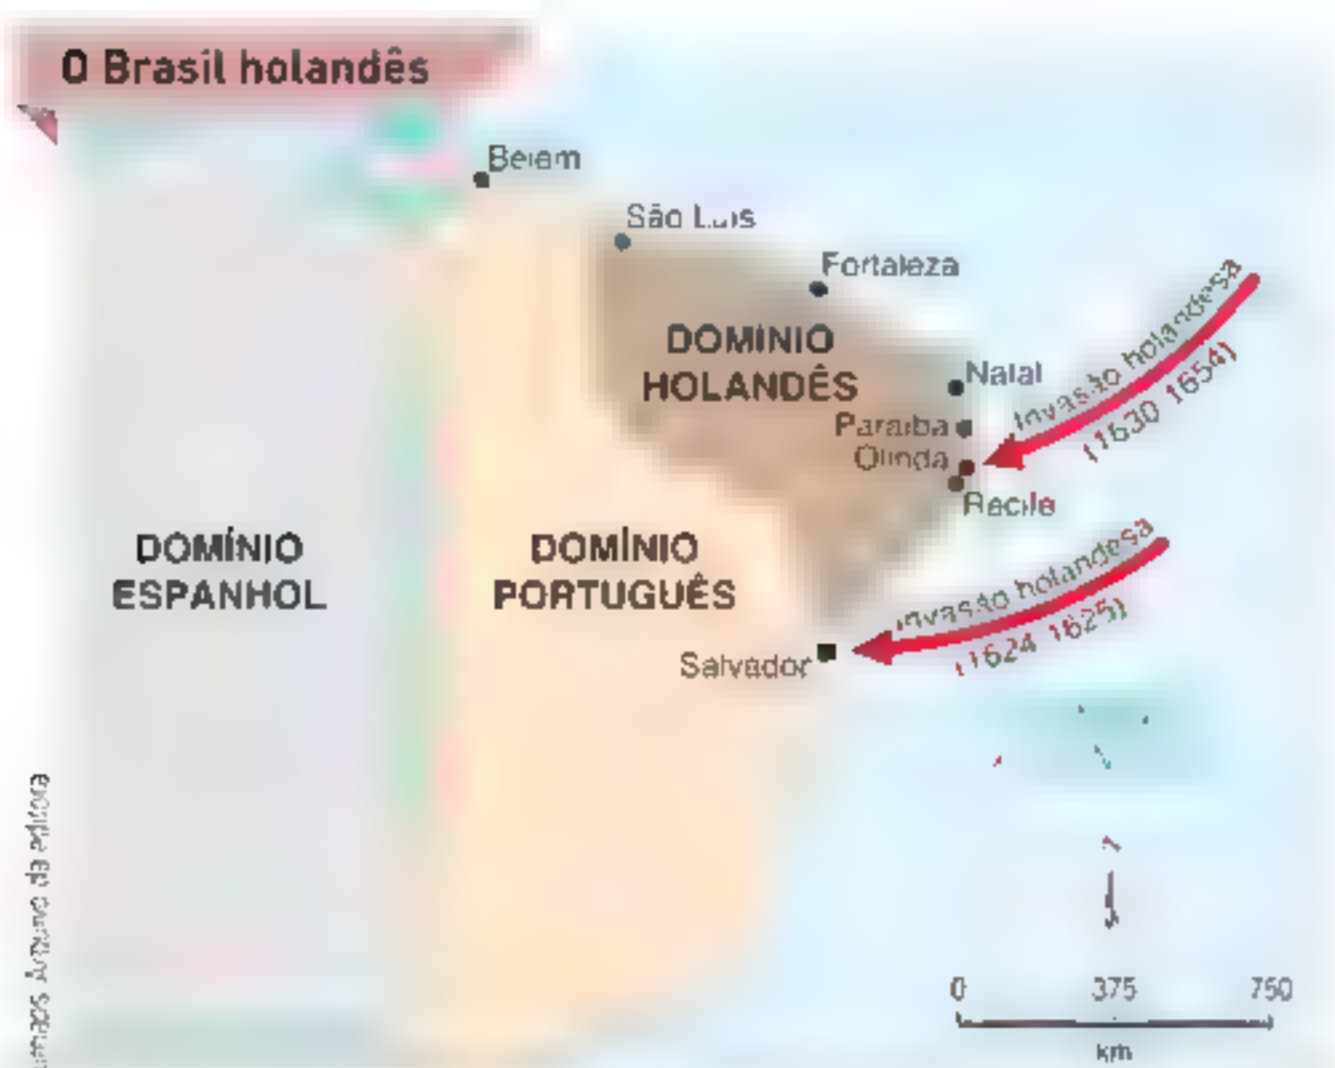 O Brasil holandês
Belém
São Luís
Fortaleza
DOMÍNIO
HOLANDÊS
Natal
Paraíba
Olinda
Recife
Invasão holandesa
(1630 1654)
DOMÍNIO
ESPANHOL
DOMÍNIO
PORTUGUÊS
Invasão holandesa
(1624 1625)
Salvador
0 375 750
km